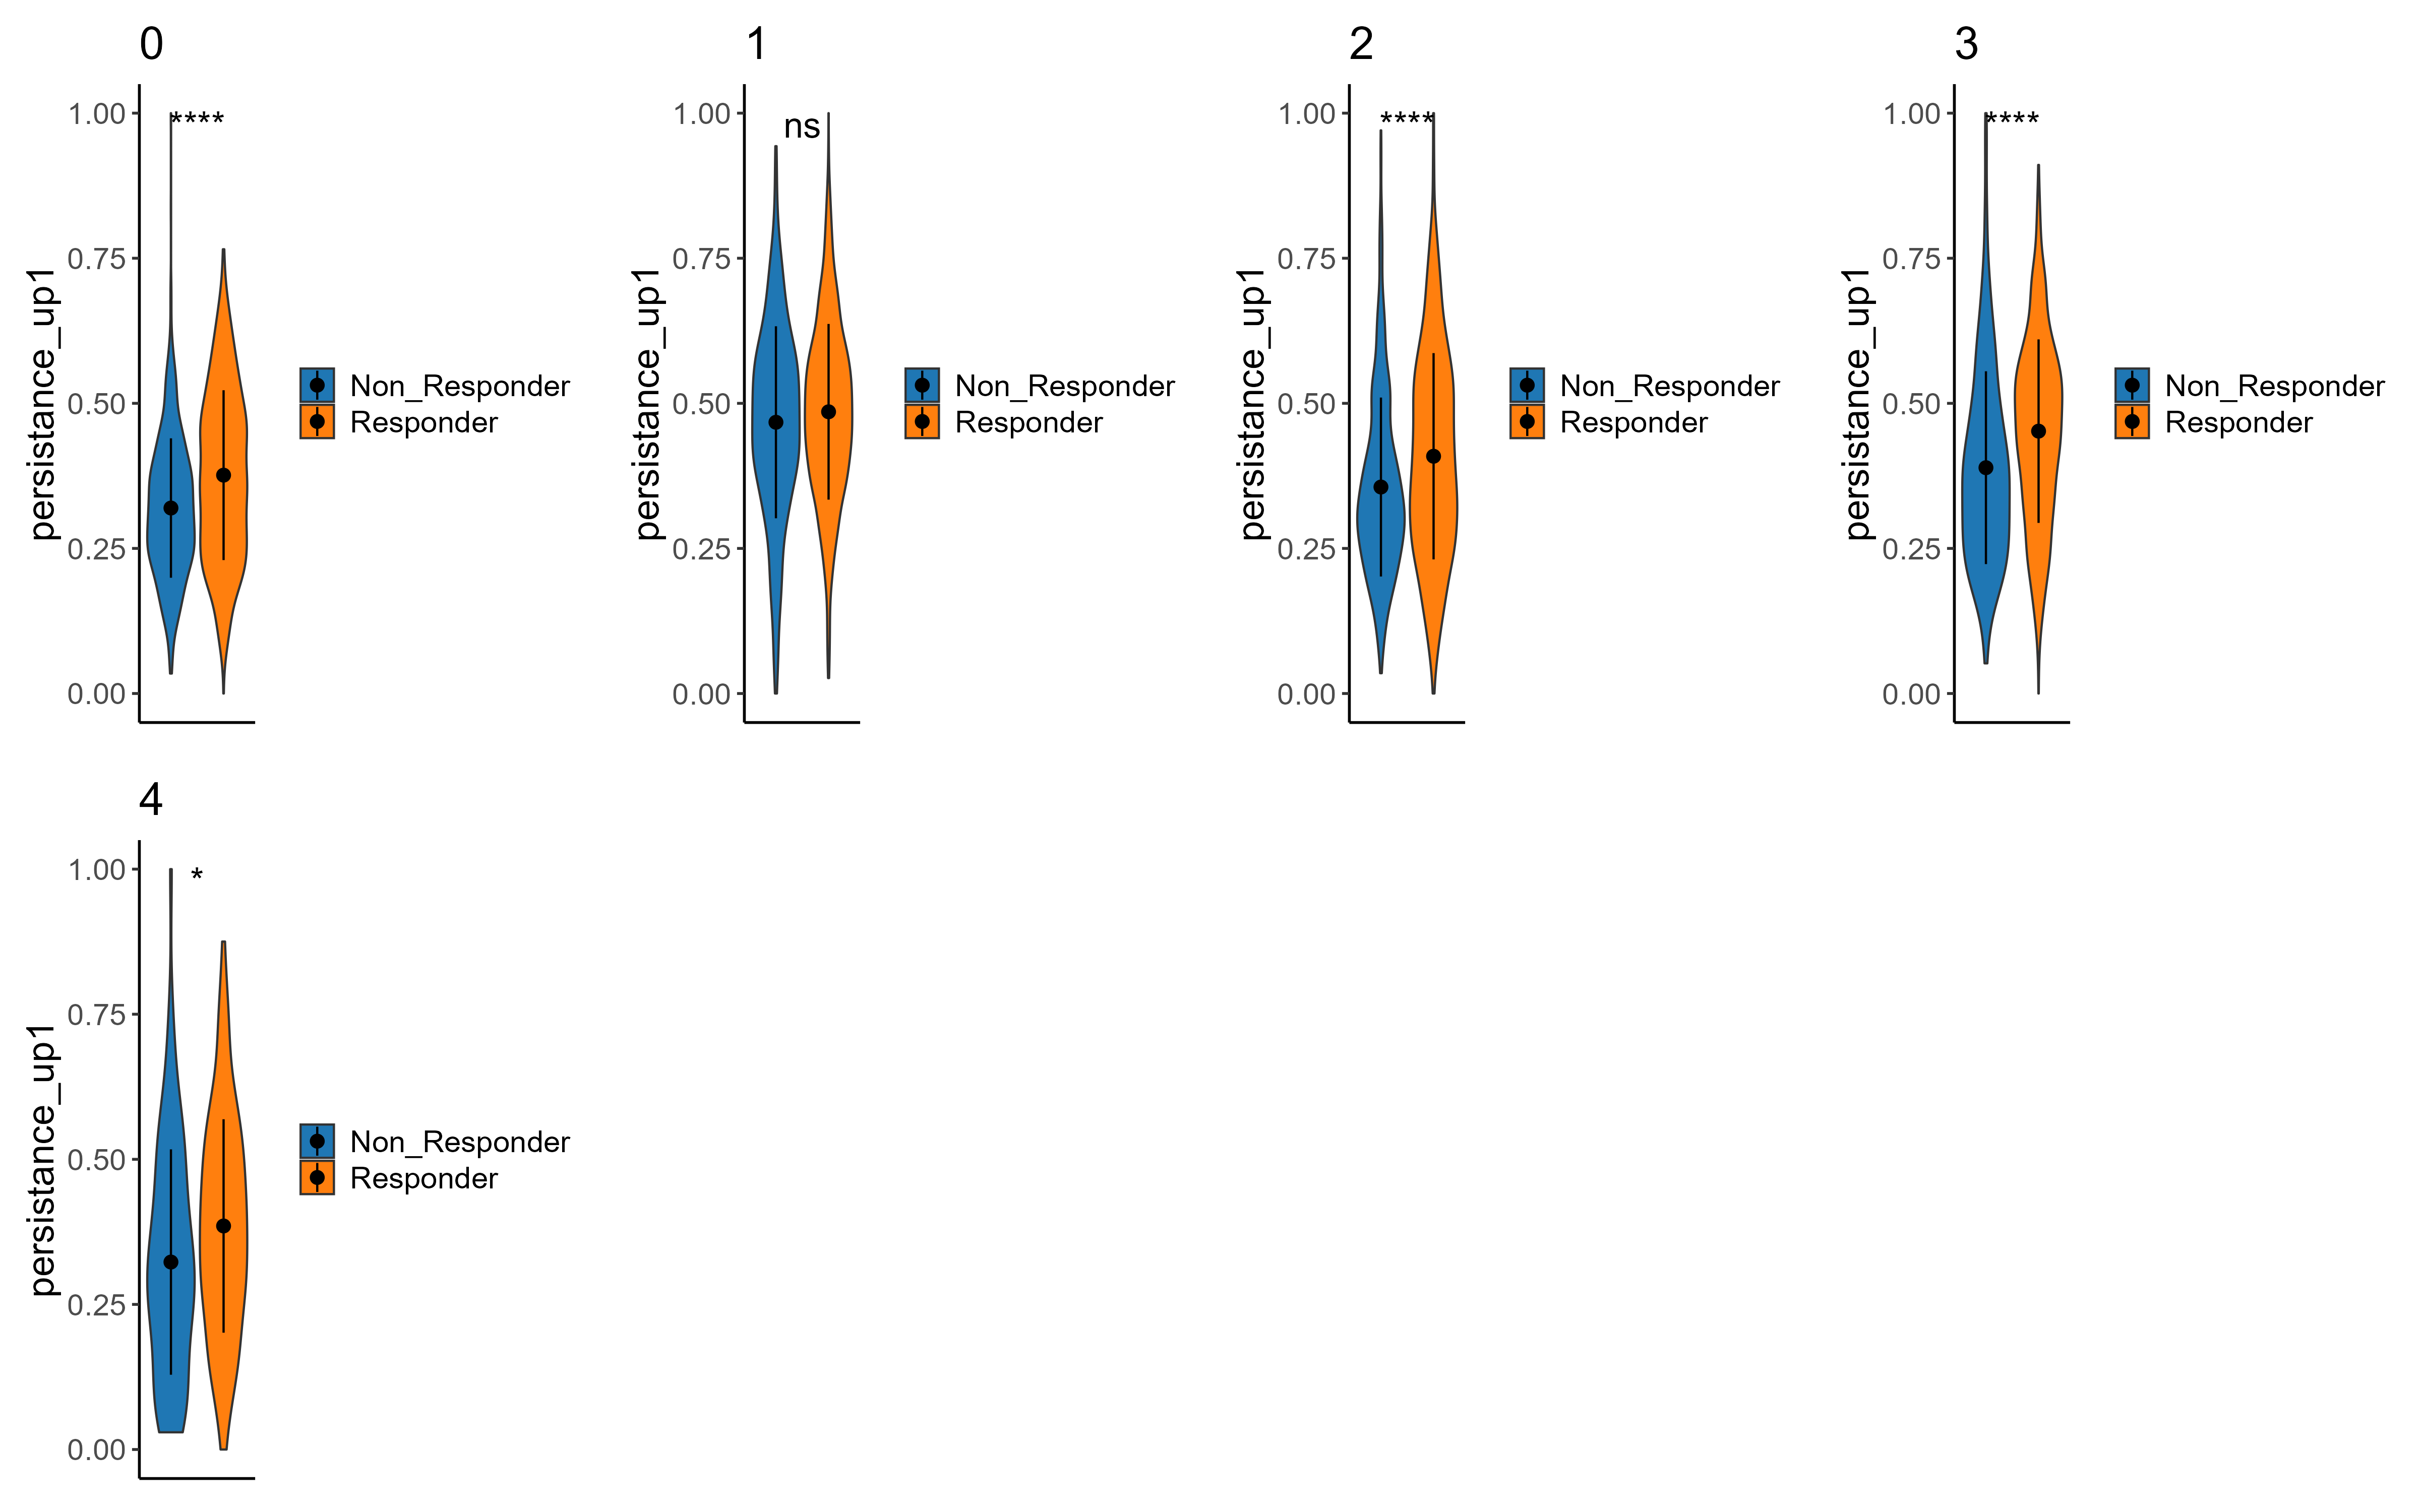 0
1
2
3
1.00
0.75
0.50
0.25
0.00
persistance_up1
****
Non_Responder
Responder
1.00
0.75
0.50
0.25
0.00
persistance_up1
ns
Non_Responder
Responder
1.00
0.75
0.50
0.25
0.00
persistance_up1
****
Non_Responder
Responder
1.00
0.75
0.50
0.25
0.00
persistance_up1
****
Non_Responder
Responder
4
1.00
0.75
0.50
0.25
0.00
persistance_up1
*
Non_Responder
Responder